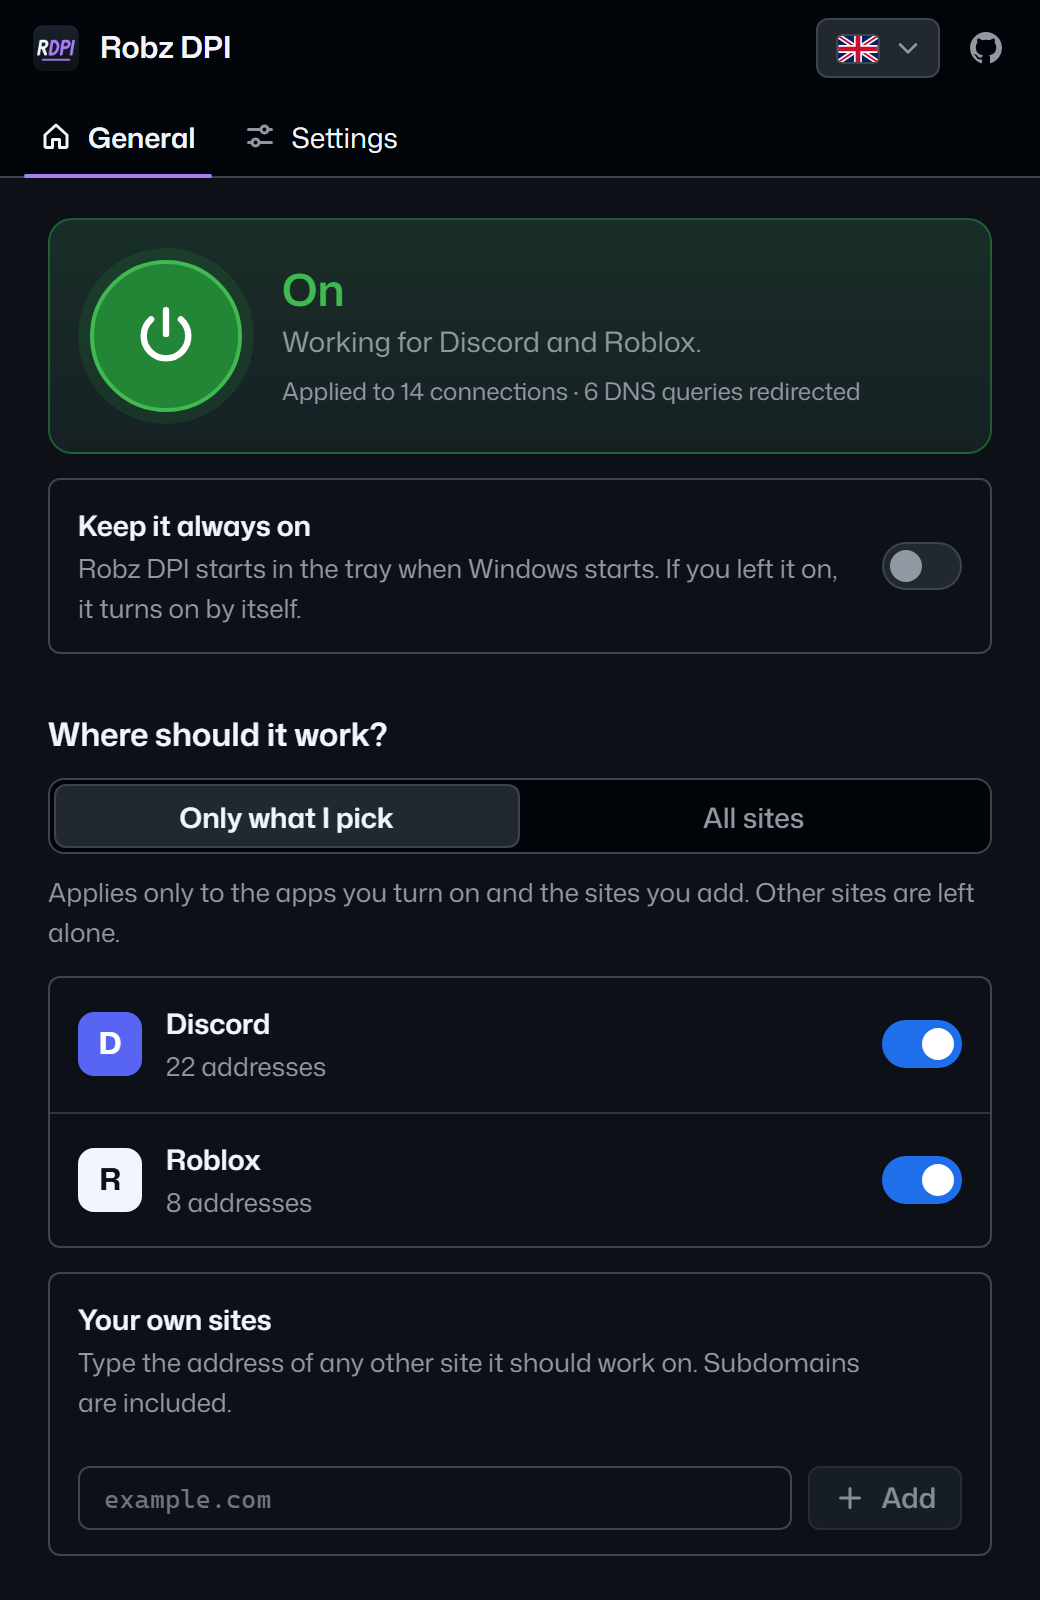 RDPI
Robz DPI
General
Settings
On
Working for Discord and Roblox.
Applied to 14 connections · 6 DNS queries redirected
Keep it always on
Robz DPI starts in the tray when Windows starts. If you left it on,
it turns on by itself.
Where should it work?
Only what I pick
All sites
Applies only to the apps you turn on and the sites you add. Other sites are left
alone.
D
Discord
22 addresses
R
Roblox
8 addresses
Your own sites
Type the address of any other site it should work on. Subdomains
are included.
example.com
+ Add